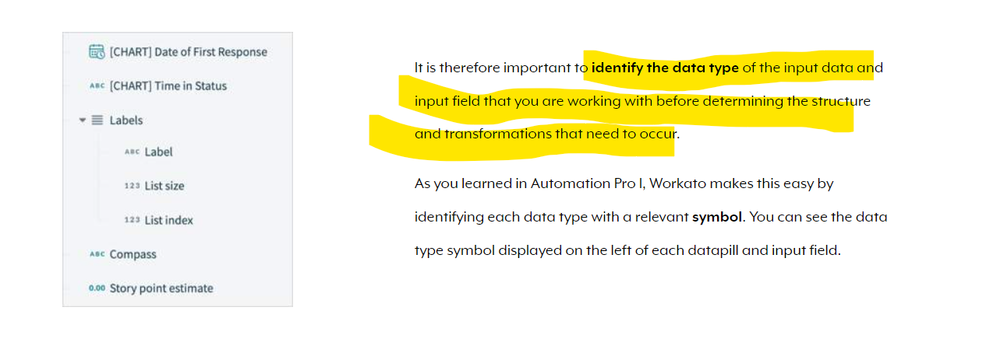 [CHART] Date of First Response
ABC [CHART] Time in Status
Labels
ABC Label
123 List size
123 List index
ABC Compass
0.00 Story point estimate
It is therefore important to identify the data type of the input data and
input field that you are working with before determining the structure
and transformations that need to occur.
As you learned in Automation Pro I, Workato makes this easy by
identifying each data type with a relevant symbol. You can see the data
type symbol displayed on the left of each datapill and input field.